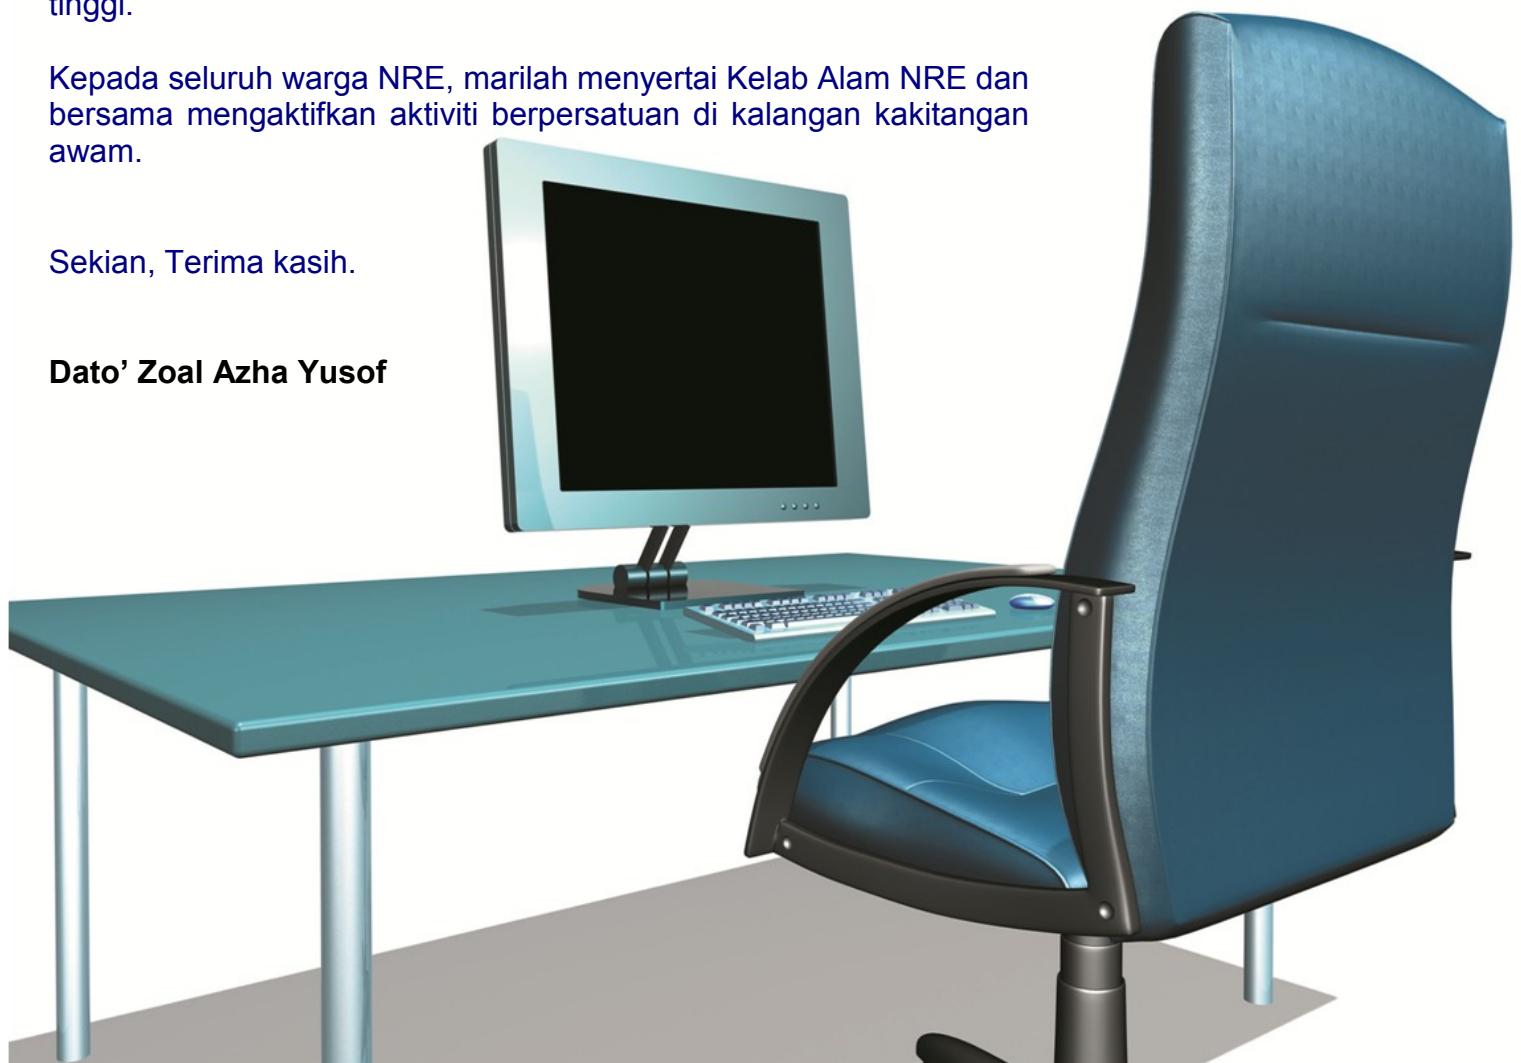 tinggi.
Kepada seluruh warga NRE, marilah menyertai Kelab Alam NRE dan
bersama mengaktifkan aktiviti berpersatuan di kalangan kakitangan
awam.
Sekian, Terima kasih.
Dato’ Zoal Azha Yusof